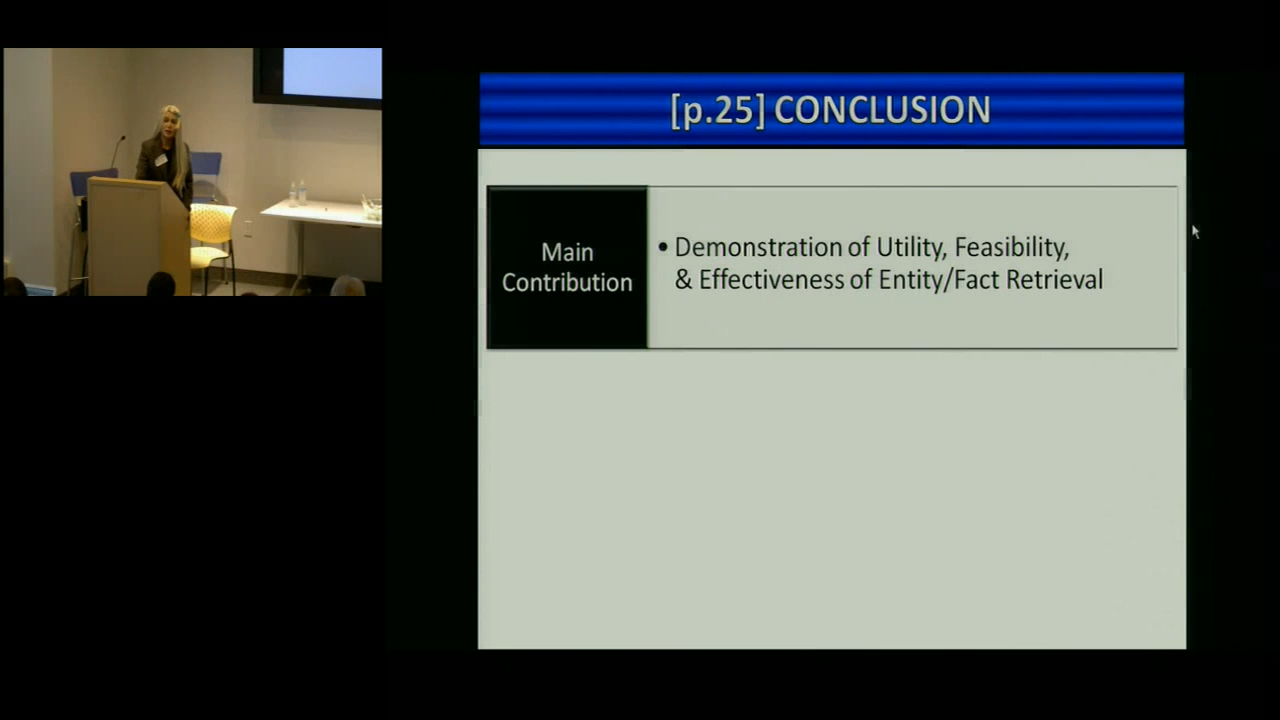 [p.25] CONCLUSION
Main
Contribution
• Demonstration of Utility, Feasibility,
& Effectiveness of Entity/Fact Retrieval